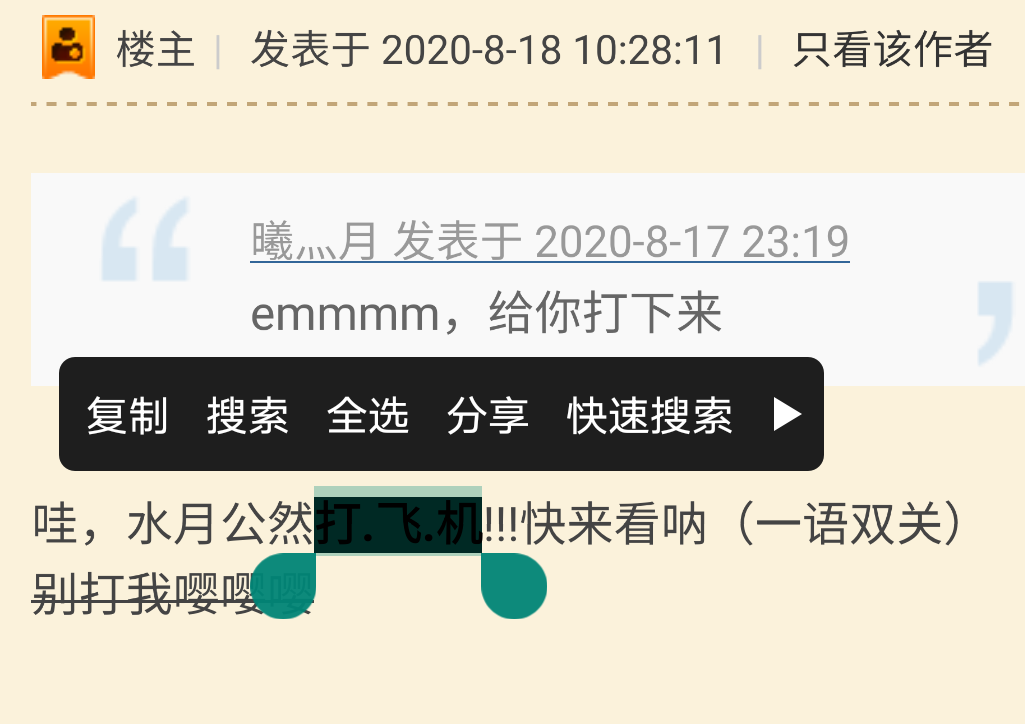 楼主 | 发表于 2020-8-18 10:28:11 | 只看该作者
曦灬月 发表于 2020-8-17 23:19
emmmm，给你打下来
复制 搜索 全选 分享 快速搜索
哇，水月公然打.飞.机!!!快来看呐（一语双关）
别打我嘤嘤嘤